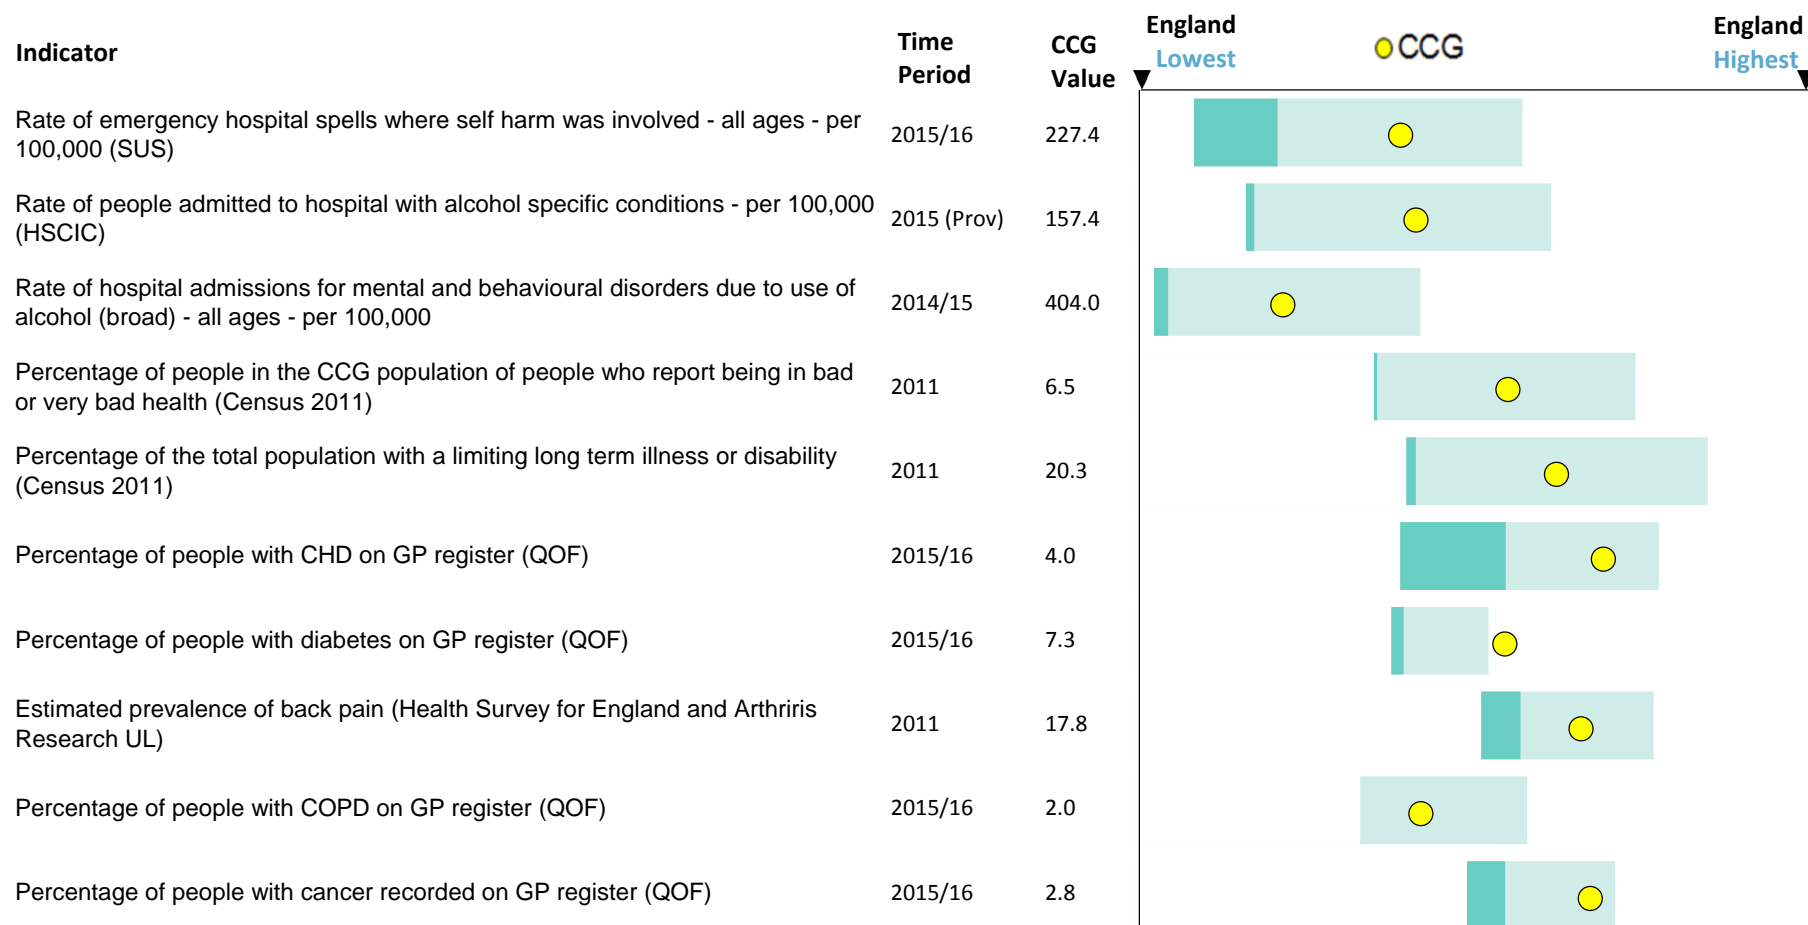 Indicator
Time
Period
CCG
Value
England
Lowest
CCG
England
Highest
Rate of emergency hospital spells where self harm was involved - all ages - per
100,000 (SUS)
2015/16
227.4
Rate of people admitted to hospital with alcohol specific conditions - per 100,000
(HSCIC)
2015 (Prov)
157.4
Rate of hospital admissions for mental and behavioural disorders due to use of
alcohol (broad) - all ages - per 100,000
2014/15
404.0
Percentage of people in the CCG population of people who report being in bad
or very bad health (Census 2011)
2011
6.5
Percentage of the total population with a limiting long term illness or disability
(Census 2011)
2011
20.3
Percentage of people with CHD on GP register (QOF)
2015/16
4.0
Percentage of people with diabetes on GP register (QOF)
2015/16
7.3
Estimated prevalence of back pain (Health Survey for England and Arthriris
Research UL)
2011
17.8
Percentage of people with COPD on GP register (QOF)
2015/16
2.0
Percentage of people with cancer recorded on GP register (QOF)
2015/16
2.8